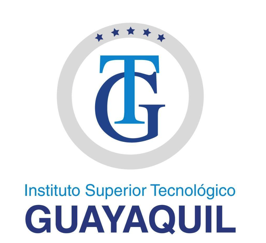 TG
Instituto Superior Tecnológico
GUAYAQUIL